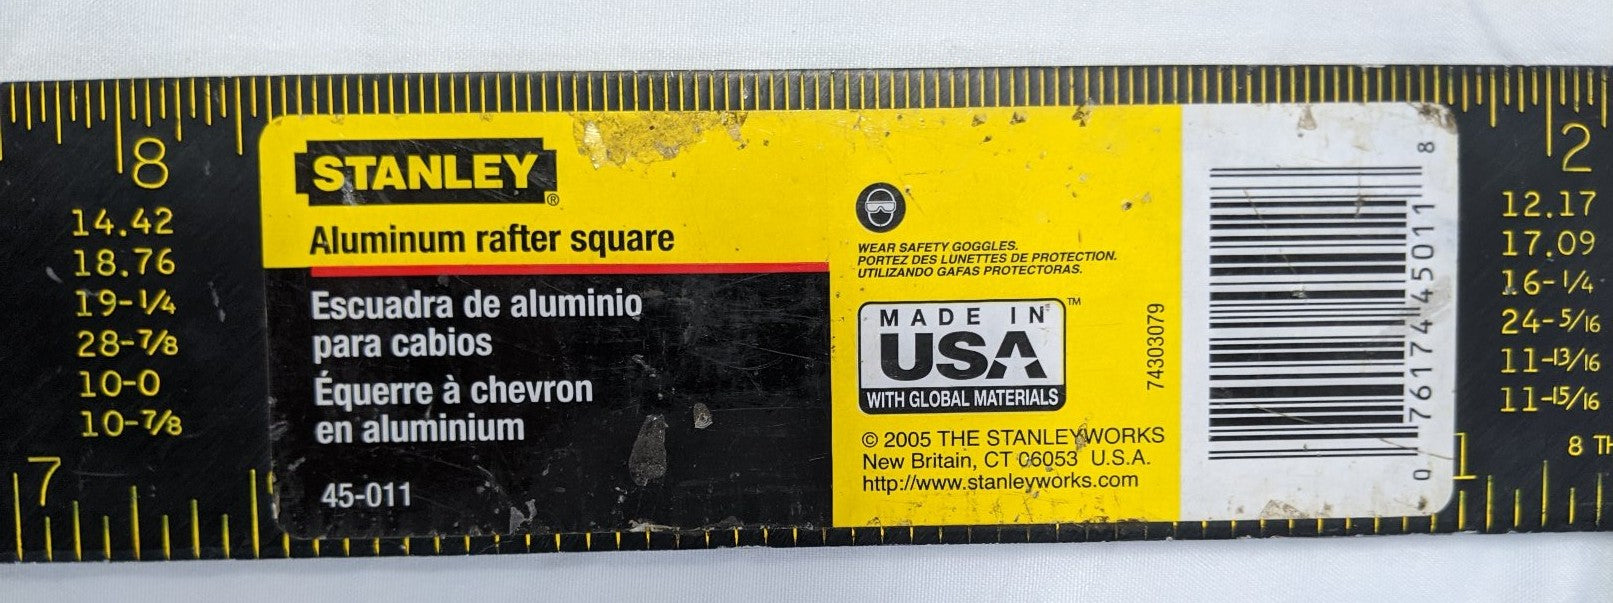 8
14.42
18.76
19-1/4
28-7/8
10-0
10-7/8
7
STANLEY®
Aluminum rafter square
Escuadra de aluminio
para cabios
Équerre à chevron
en aluminium
45-011
WEAR SAFETY GOGGLES.
PORTEZ DES LUNETTES DE PROTECTION.
UTILIZANDO GAFAS PROTECTORAS.
MADE IN
USA™
WITH GLOBAL MATERIALS
© 2005 THE STANLEY WORKS
New Britain, CT 06053 U.S.A.
http://www.stanleyworks.com
74303079
0 76174 45011 8
2
12.17
17.09
16-1/4
24-5/16
11-13/16
11-15/16
8 TH
1